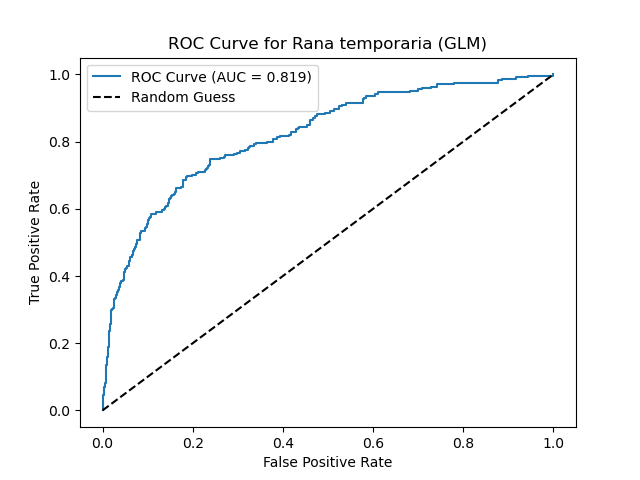 ROC Curve for Rana temporaria (GLM)
ROC Curve (AUC = 0.819)
Random Guess
True Positive Rate
1.0
0.8
0.6
0.4
0.2
0.0
0.0 0.2 0.4 0.6 0.8 1.0
False Positive Rate